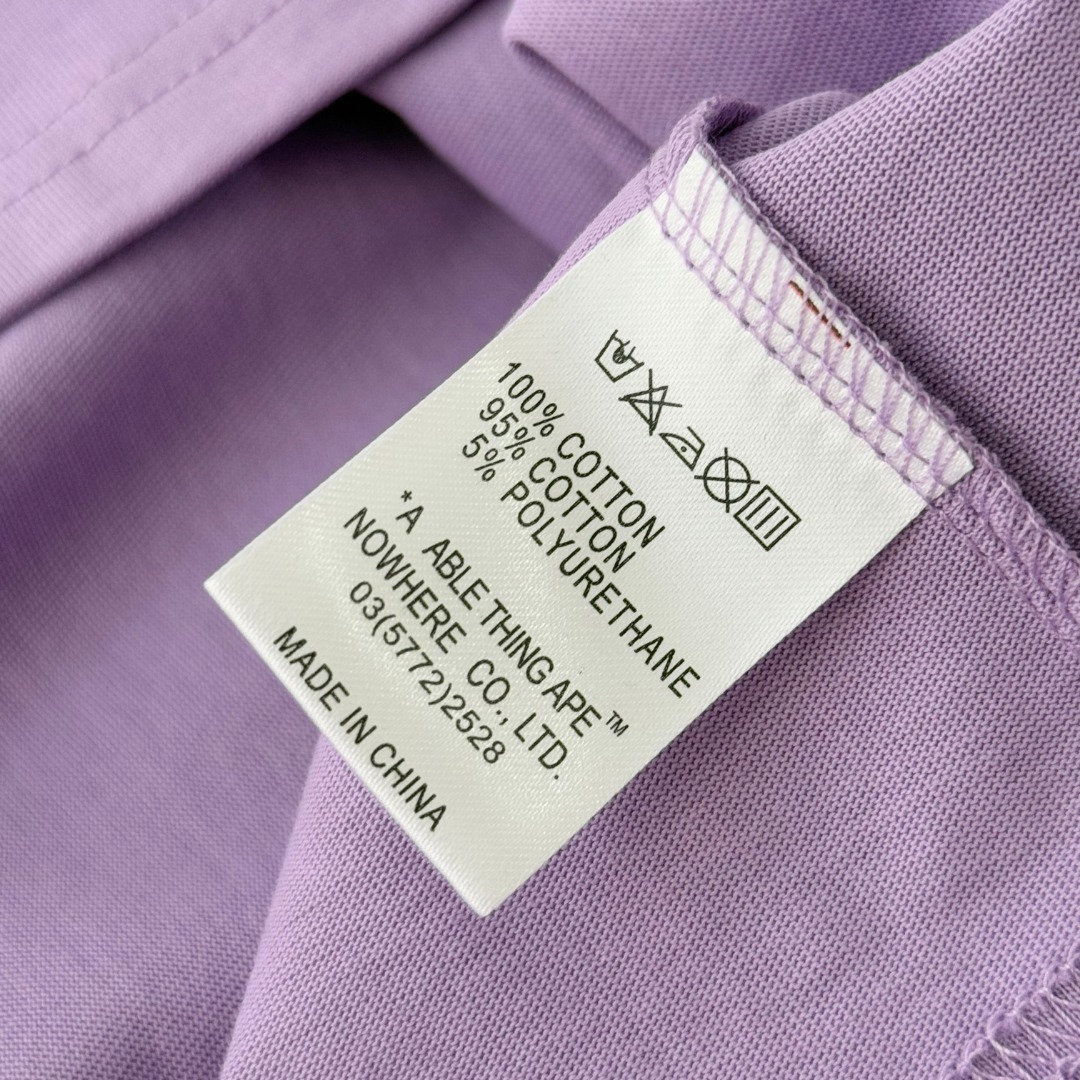 100% COTTON
95% COTTON
5% POLYURETHANE
*A ABLE THING APE™
NOWHERE CO., LTD.
03(5772)2528
MADE IN CHINA